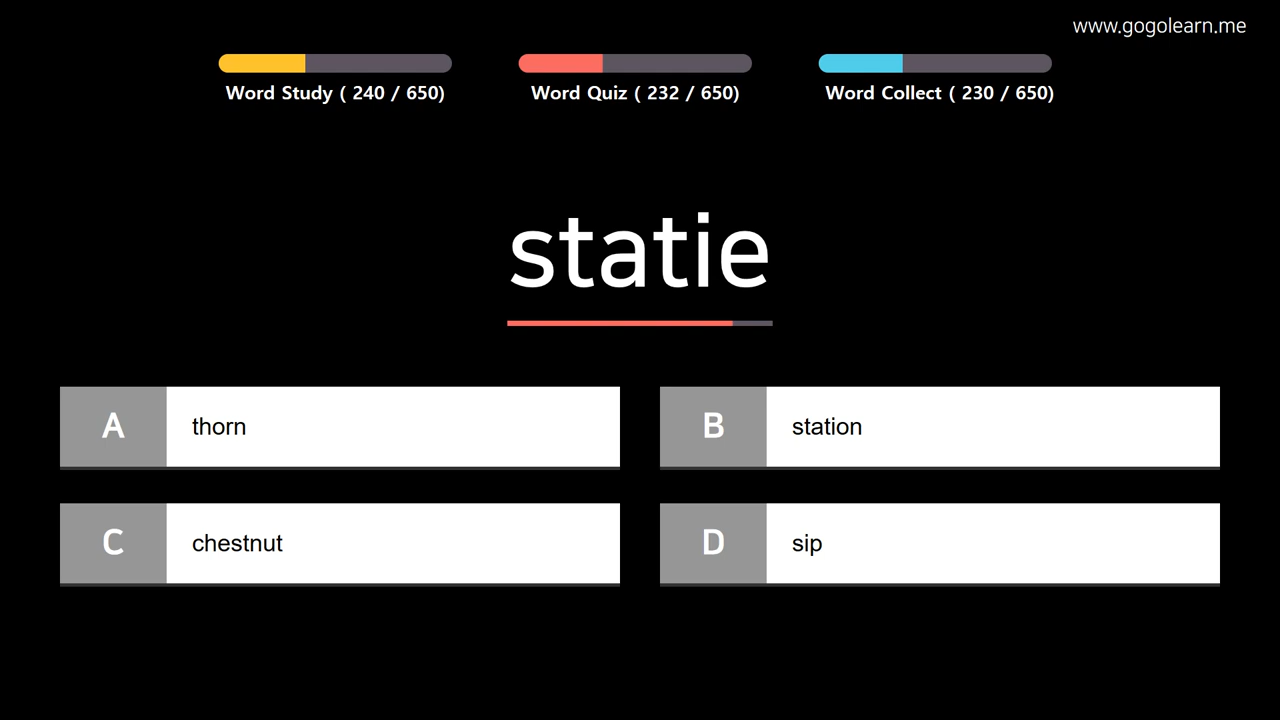 www.gogolearn.me
Word Study ( 240 / 650)
Word Quiz ( 232 / 650)
Word Collect ( 230 / 650)
statie
A thorn
B station
C chestnut
D sip